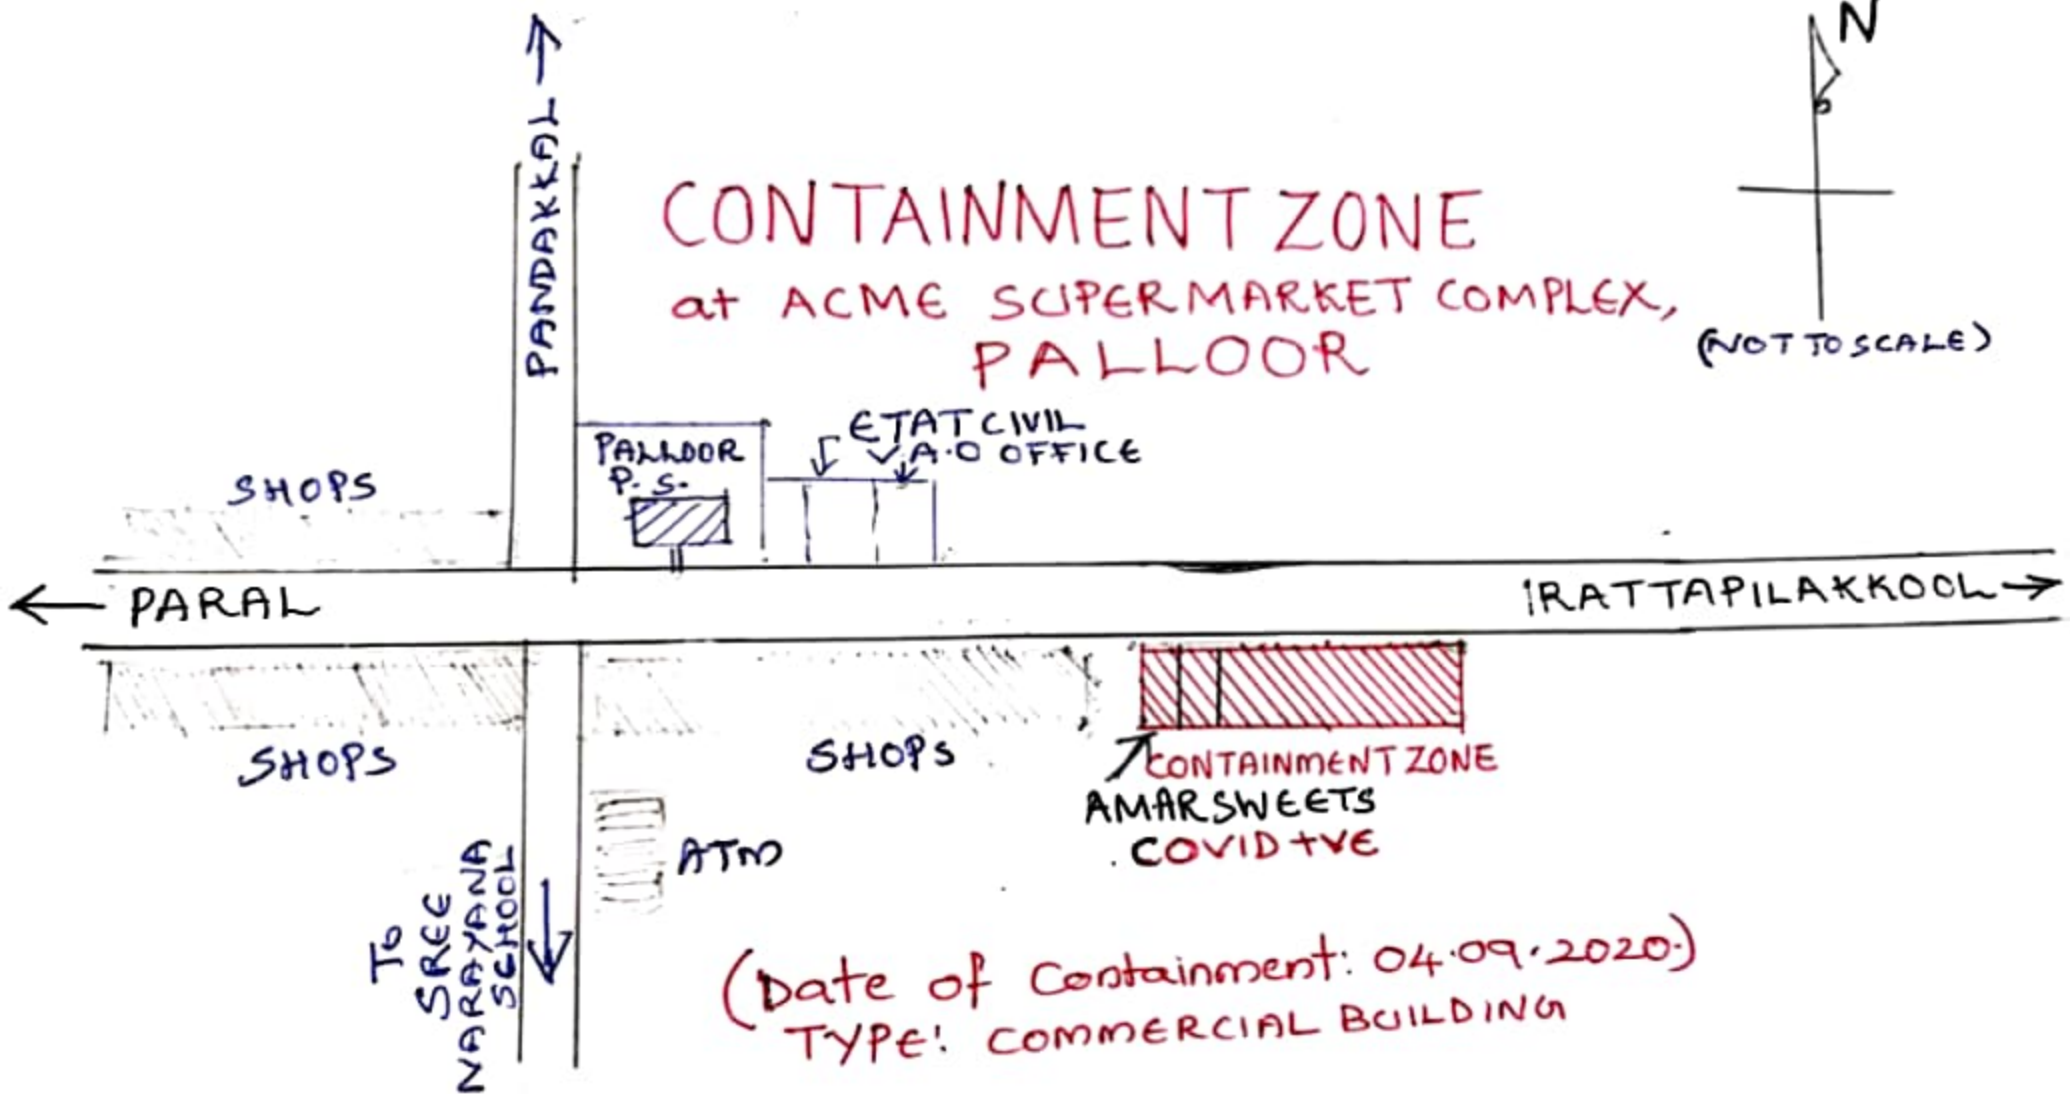 PANDAKKAL
N
CONTAINMENT ZONE
at ACME SUPERMARKET COMPLEX,
PALLOOR
(NOT TO SCALE)
ETAT CIVIL
V.A.O OFFICE
PALLOOR
P.S.
SHOPS
PARAL
IRATTAPILAKKOOL
SHOPS
SHOPS
CONTAINMENT ZONE
AMAR SWEETS
COVID +VE
ATM
To
SREE
NARAYANA
SCHOOL
(Date of Containment: 04.09.2020.)
TYPE: COMMERCIAL BUILDING